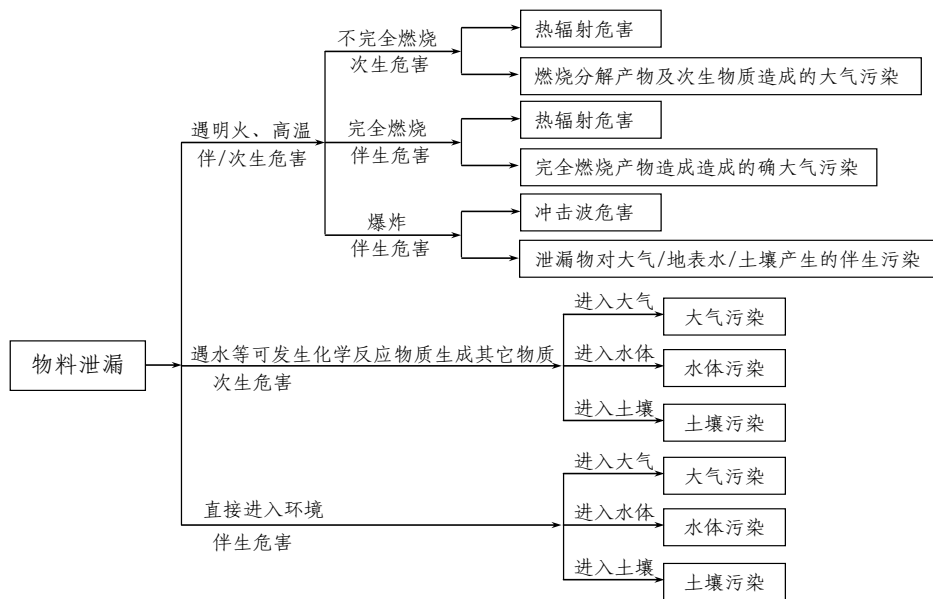 不完全燃烧
次生危害
热辐射危害
燃烧分解产物及次生物质造成的大气污染
遇明火、高温
伴/次生危害
完全燃烧
伴生危害
热辐射危害
完全燃烧产物造成造成的确大气污染
爆炸
伴生危害
冲击波危害
泄漏物对大气/地表水/土壤产生的伴生污染
物料泄漏
遇水等可发生化学反应物质生成其它物质
次生危害
进入大气
大气污染
进入水体
水体污染
进入土壤
土壤污染
直接进入环境
伴生危害
进入大气
大气污染
进入水体
水体污染
进入土壤
土壤污染